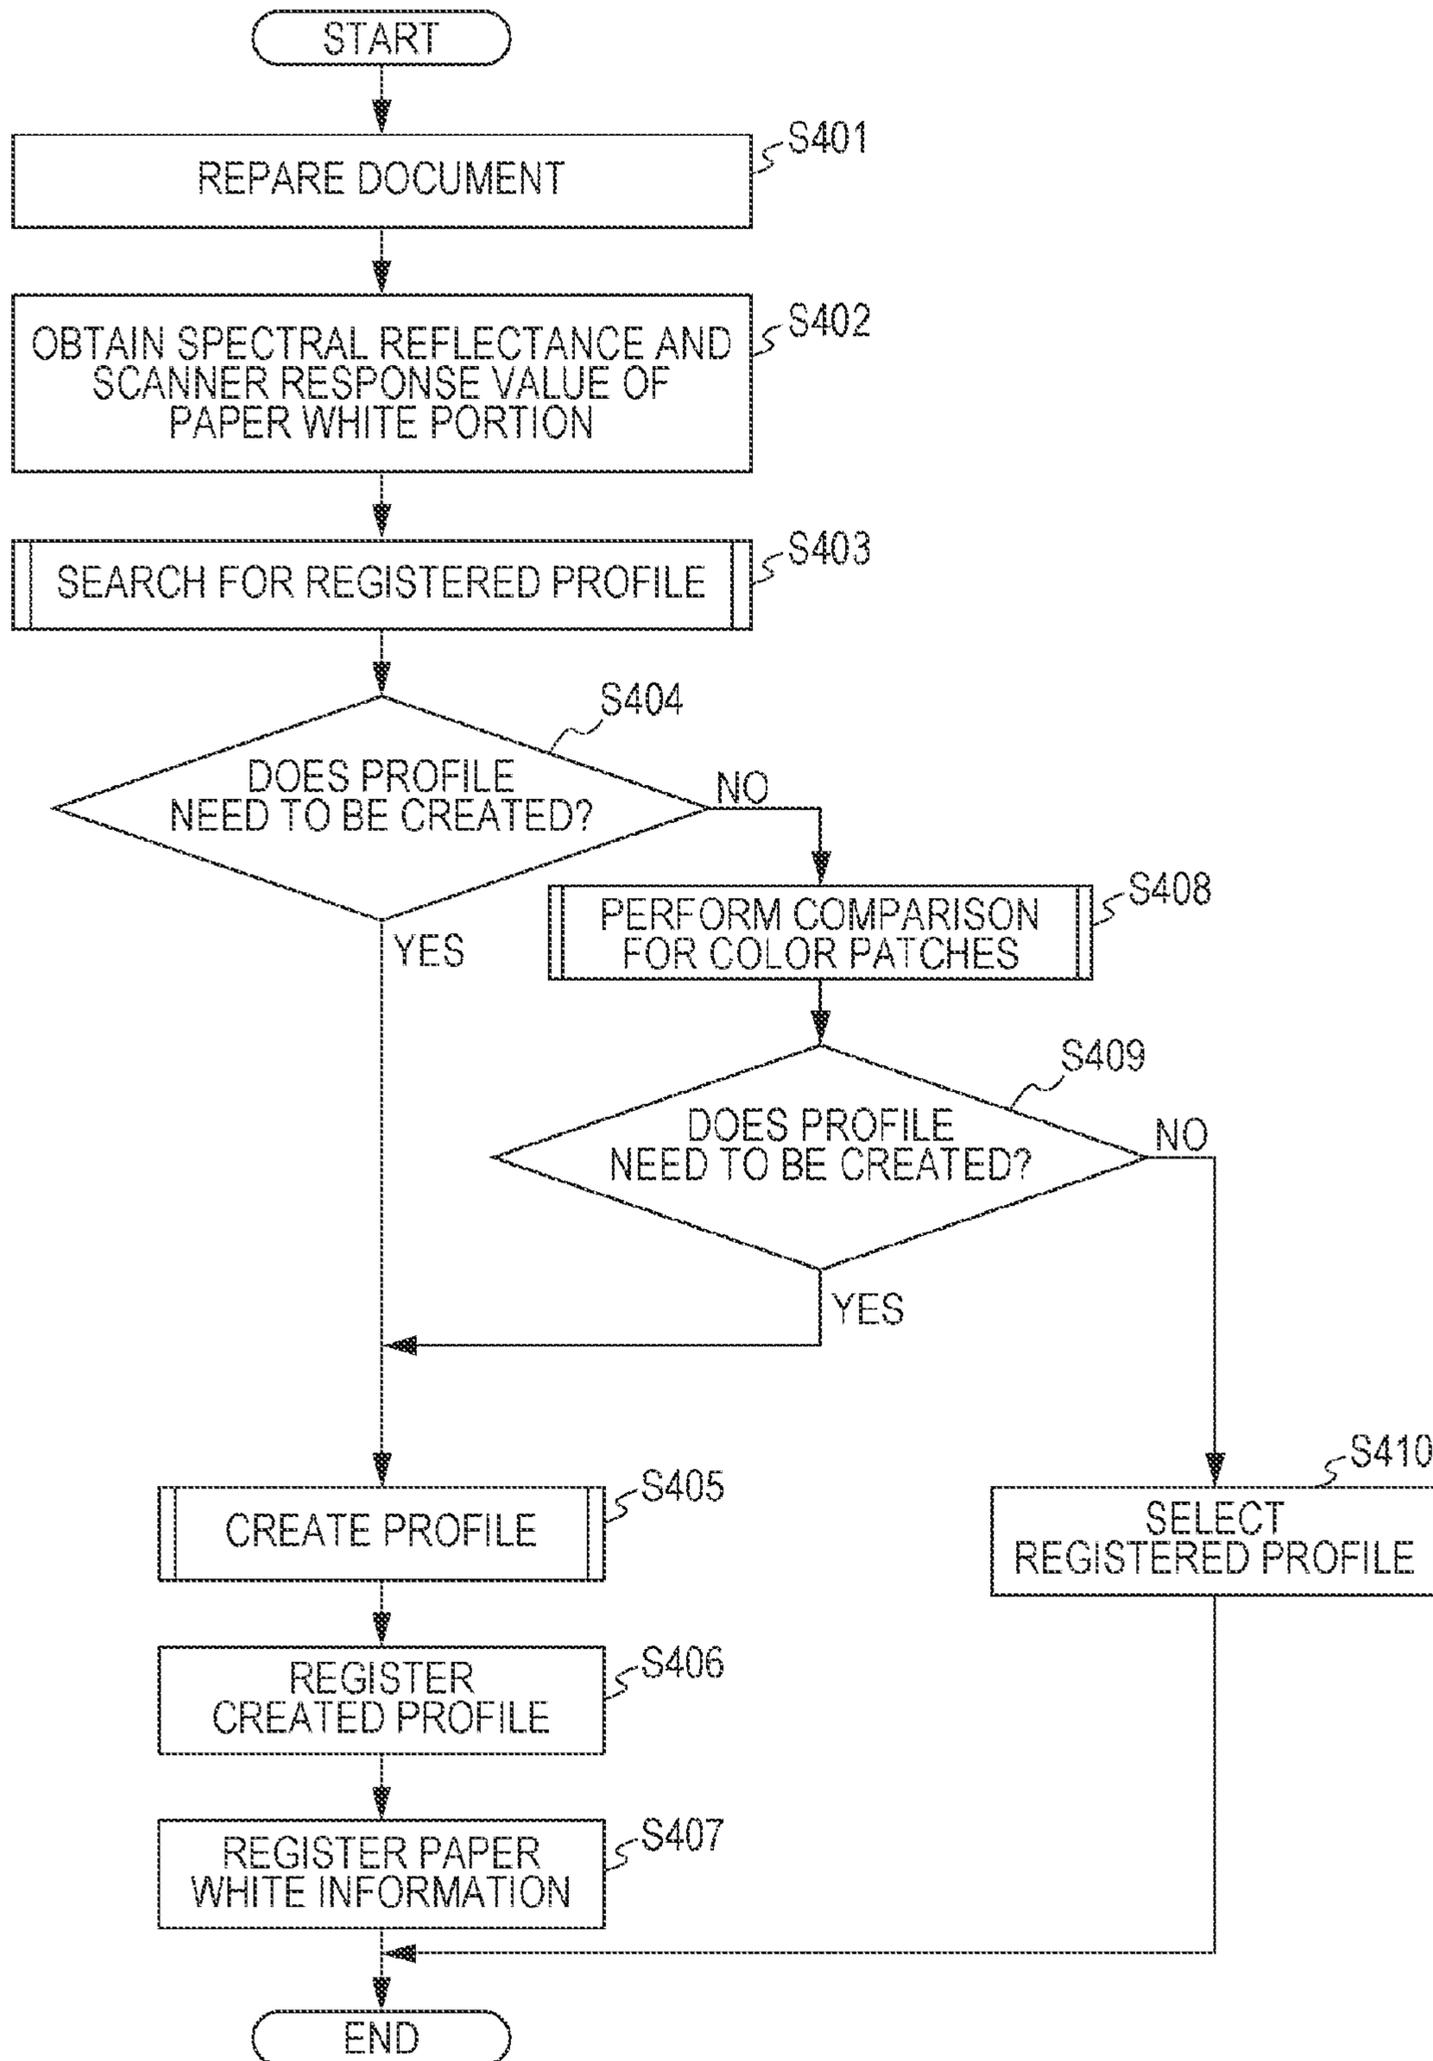 START
S401
REPARE DOCUMENT
S402
OBTAIN SPECTRAL REFLECTANCE AND
SCANNER RESPONSE VALUE OF
PAPER WHITE PORTION
S403
SEARCH FOR REGISTERED PROFILE
S404
DOES PROFILE
NEED TO BE CREATED?
NO
YES
S408
PERFORM COMPARISON
FOR COLOR PATCHES
S409
DOES PROFILE
NEED TO BE CREATED?
NO
YES
S405
CREATE PROFILE
S410
SELECT
REGISTERED PROFILE
S406
REGISTER
CREATED PROFILE
S407
REGISTER PAPER
WHITE INFORMATION
END